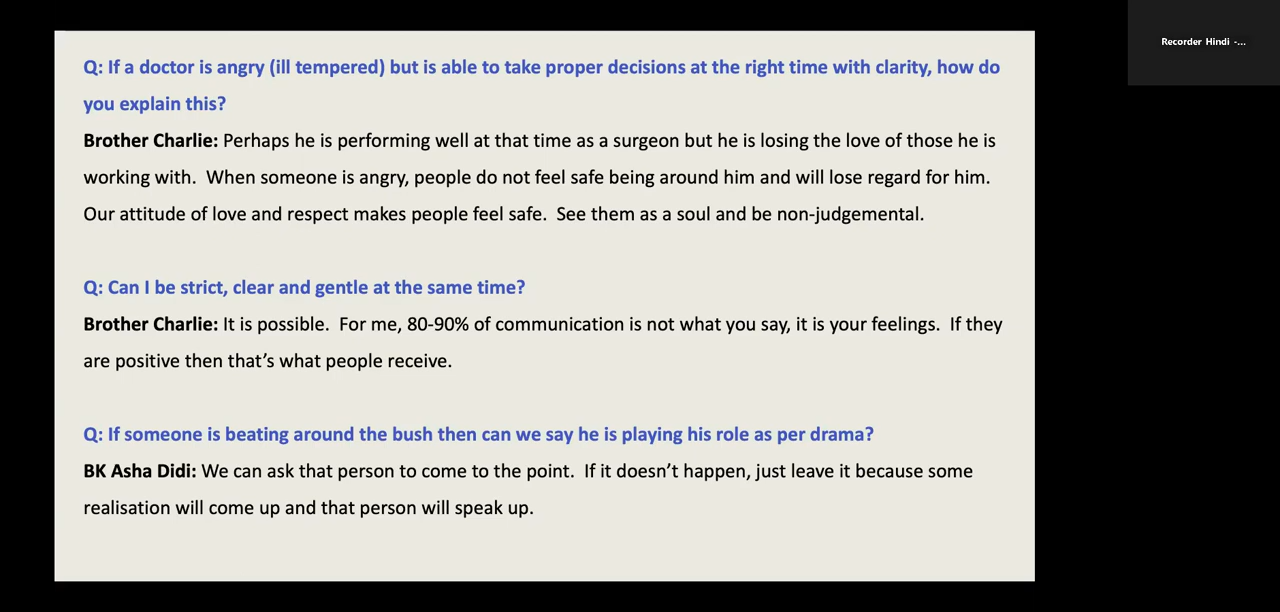 Recorder Hindi -...
Q: If a doctor is angry (ill tempered) but is able to take proper decisions at the right time with clarity, how do
you explain this?
Brother Charlie: Perhaps he is performing well at that time as a surgeon but he is losing the love of those he is
working with.  When someone is angry, people do not feel safe being around him and will lose regard for him.
Our attitude of love and respect makes people feel safe.  See them as a soul and be non-judgemental.
Q: Can I be strict, clear and gentle at the same time?
Brother Charlie: It is possible.  For me, 80-90% of communication is not what you say, it is your feelings.  If they
are positive then that’s what people receive.
Q: If someone is beating around the bush then can we say he is playing his role as per drama?
BK Asha Didi: We can ask that person to come to the point.  If it doesn’t happen, just leave it because some
realisation will come up and that person will speak up.